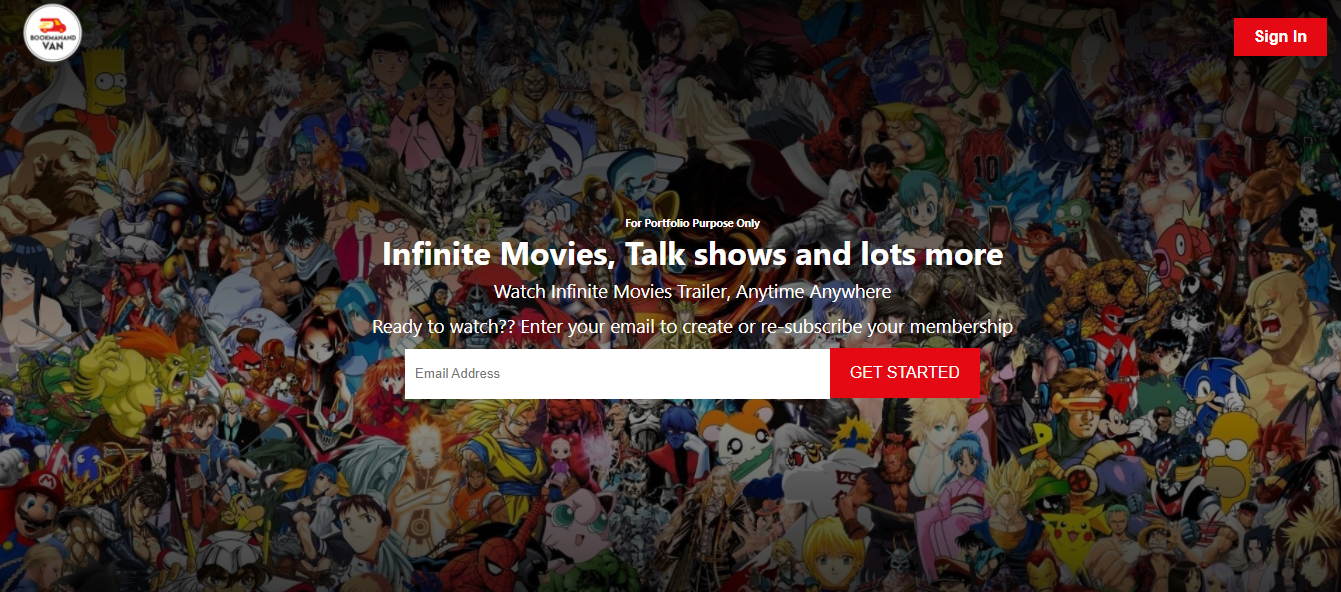 BOOKMANAND
VAN
Sign In
For Portfolio Purpose Only
Infinite Movies, Talk shows and lots more
Watch Infinite Movies Trailer, Anytime Anywhere
Ready to watch?? Enter your email to create or re-subscribe your membership
Email Address
GET STARTED
10